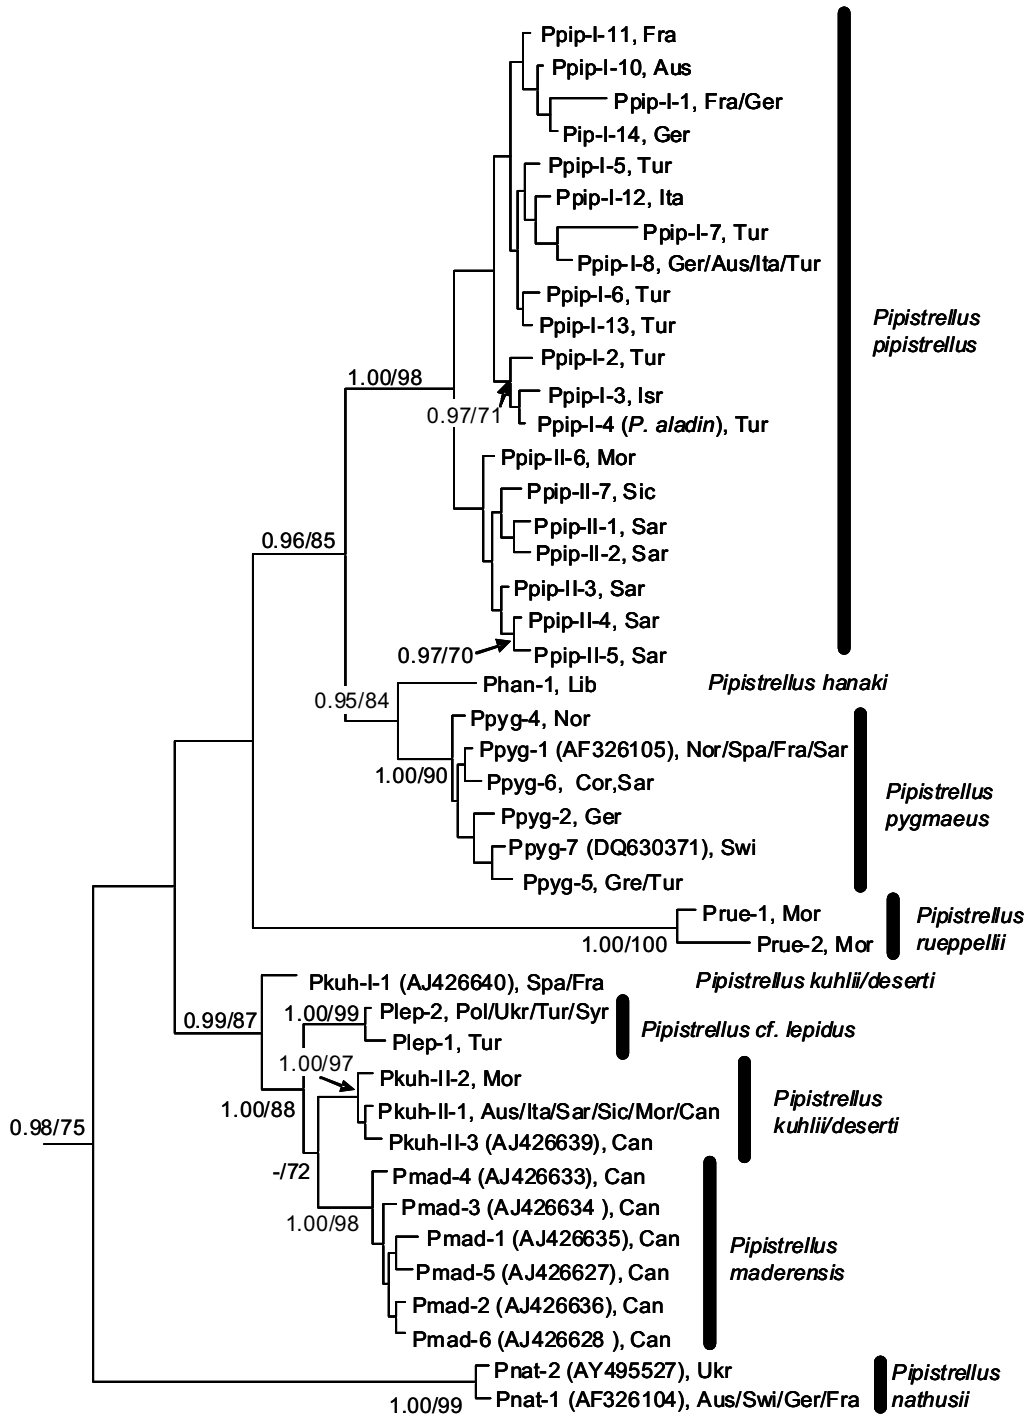 Ppip-I-11, Fra
Ppip-I-10, Aus
Ppip-I-1, Fra/Ger
Pip-I-14, Ger
Ppip-I-5, Tur
Ppip-I-12, Ita
Ppip-I-7, Tur
Ppip-I-8, Ger/Aus/Ita/Tur
Ppip-I-6, Tur
Ppip-I-13, Tur
Pipistrellus
pipistrellus
Ppip-I-2, Tur
1.00/98
Ppip-I-3, Isr
0.97/71
Ppip-I-4 (P. aladin), Tur
Ppip-II-6, Mor
Ppip-II-7, Sic
Ppip-II-1, Sar
0.96/85
Ppip-II-2, Sar
Ppip-II-3, Sar
Ppip-II-4, Sar
0.97/70
Ppip-II-5, Sar
Phan-1, Lib
Pipistrellus hanaki
0.95/84
Ppyg-4, Nor
Ppyg-1 (AF326105), Nor/Spa/Fra/Sar
1.00/90
Ppyg-6, Cor,Sar
Pipistrellus
pygmaeus
Ppyg-2, Ger
Ppyg-7 (DQ630371), Swi
Ppyg-5, Gre/Tur
Prue-1, Mor
1.00/100
Prue-2, Mor
Pipistrellus
rueppellii
Pkuh-I-1 (AJ426640), Spa/Fra
Pipistrellus kuhlii/deserti
0.99/87
1.00/99
Plep-2, Pol/Ukr/Tur/Syr
Plep-1, Tur
Pipistrellus cf. lepidus
1.00/97
Pkuh-II-2, Mor
1.00/88
Pkuh-II-1, Aus/Ita/Sar/Sic/Mor/Can
Pkuh-II-3 (AJ426639), Can
Pipistrellus
kuhlii/deserti
0.98/75
-/72
Pmad-4 (AJ426633), Can
Pmad-3 (AJ426634 ), Can
1.00/98
Pmad-1 (AJ426635), Can
Pmad-5 (AJ426627), Can
Pipistrellus
maderensis
Pmad-2 (AJ426636), Can
Pmad-6 (AJ426628 ), Can
Pnat-2 (AY495527), Ukr
1.00/99
Pnat-1 (AF326104), Aus/Swi/Ger/Fra
Pipistrellus
nathusii